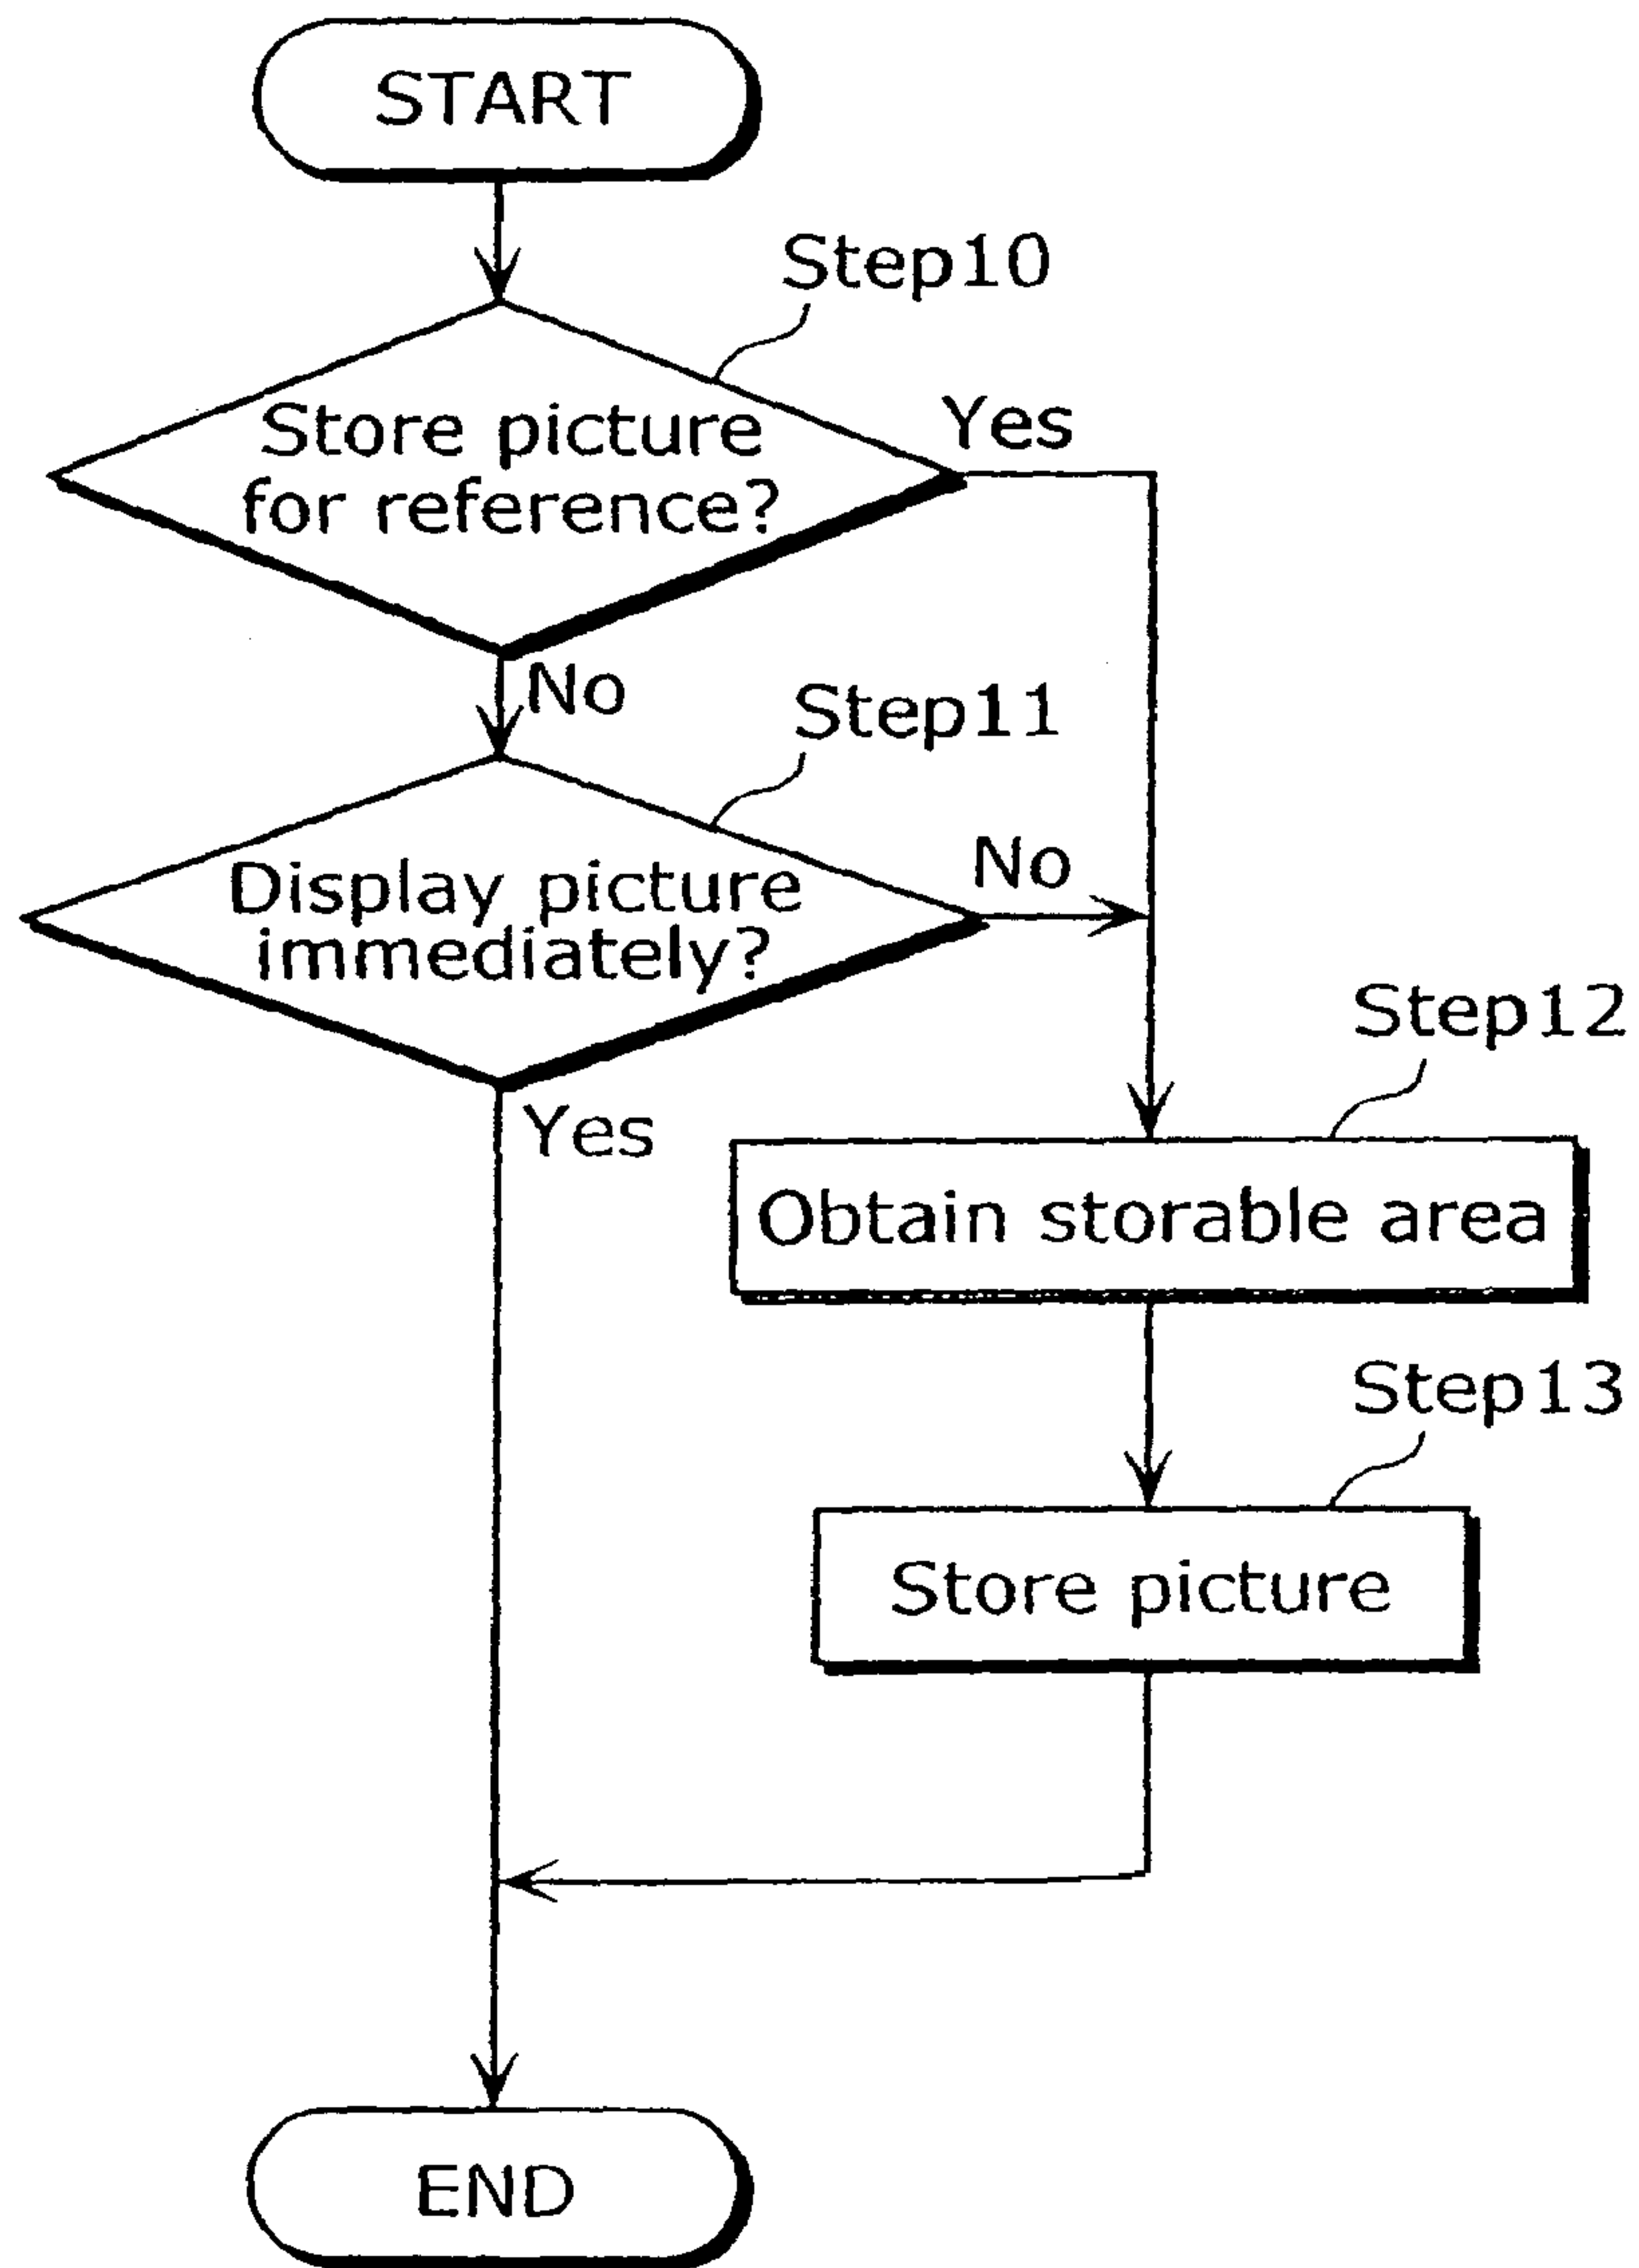 START
Step10
Store picture
for reference?
Yes
No
Step11
Display picture
immediately?
No
Yes
Step12
Obtain storable area
Step13
Store picture
END